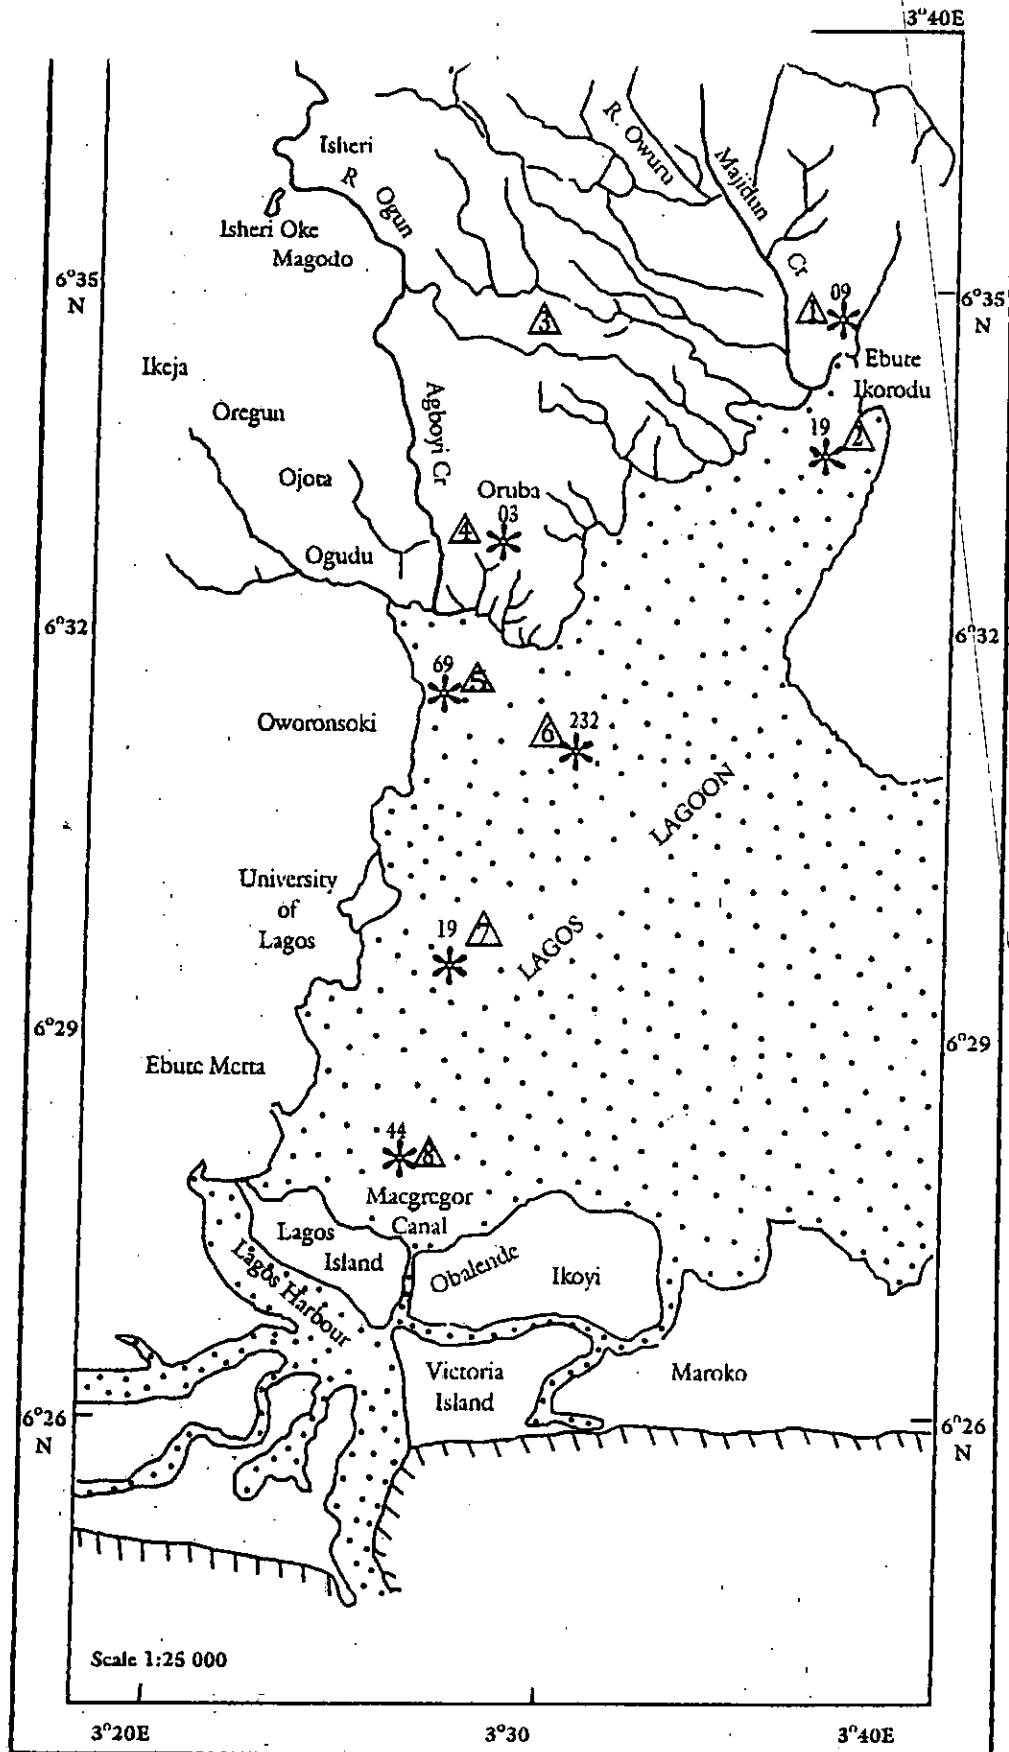 3°40E
Isheri
R. Owuru
Majidun
Cr
R Ogun
Isheri Oke
Magodo
6°35
N
6°35
N
3
1
09
Ebute
Ikorodu
Ikeja
Oregun
Agboyi Cr
19
2
Ojota
Oruba
03
4
Ogudu
6°32
6°32
69
5
Oworonsoki
6
232
LAGOON
University
of
Lagos
19
7
LAGOS
6°29
6°29
Ebute Metta
44
8
Macgregor
Canal
Lagos
Island
Lagos Harbour
Obalende
Ikoyi
Victoria
Island
Maroko
6°26
N
6°26
N
Scale 1:25 000
3°20E
3°30
3°40E